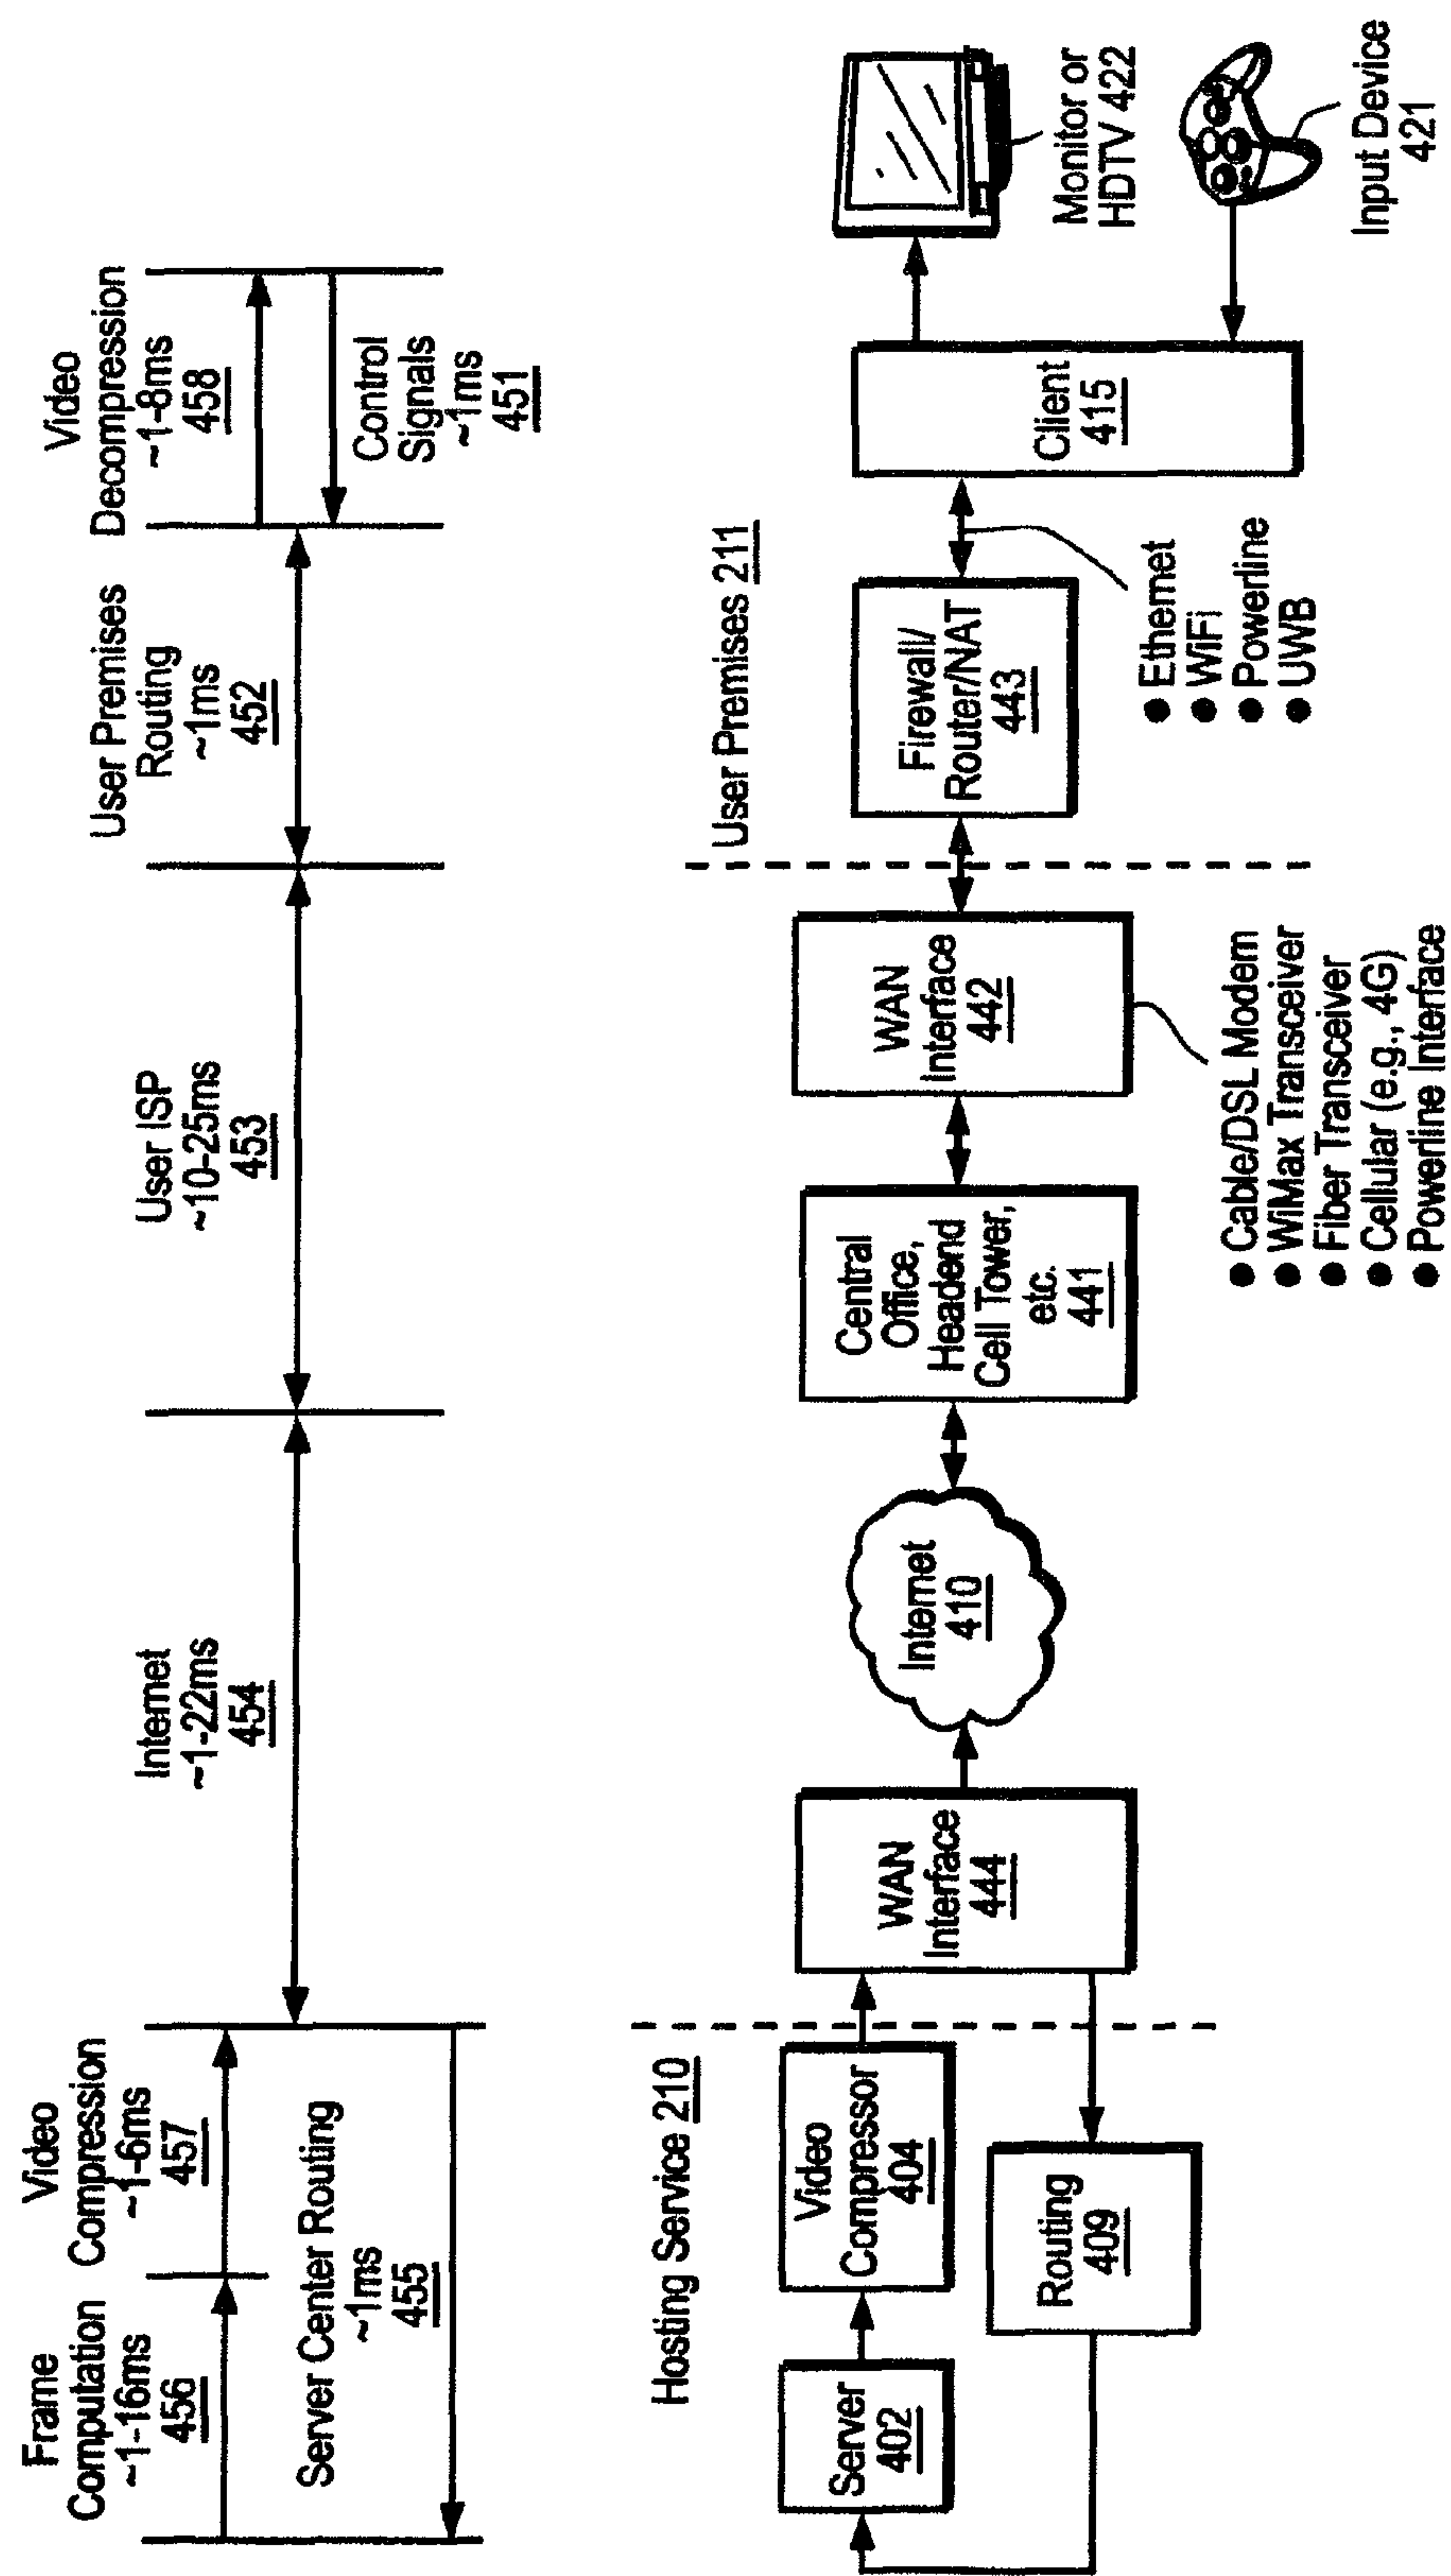 Frame
Computation
~1-16ms
456
Video
Compression
~1-6ms
457
Server Center Routing
~1ms
455
Internet
~1-22ms
454
User ISP
~10-25ms
453
User Premises
Routing
~1ms
452
Video
Decompression
~1-8ms
458
Control
Signals
~1ms
451
Hosting Service 210
Server
402
Video
Compressor
404
Routing
409
WAN
Interface
444
Internet
410
Central
Office,
Headend
Cell Tower,
etc.
441
WAN
Interface
442
● Cable/DSL Modem
● WiMax Transceiver
● Fiber Transceiver
● Cellular (e.g., 4G)
● Powerline Interface
User Premises 211
Firewall/
Router/NAT
443
● Ethernet
● WiFi
● Powerline
● UWB
Client
415
Monitor or
HDTV 422
Input Device
421